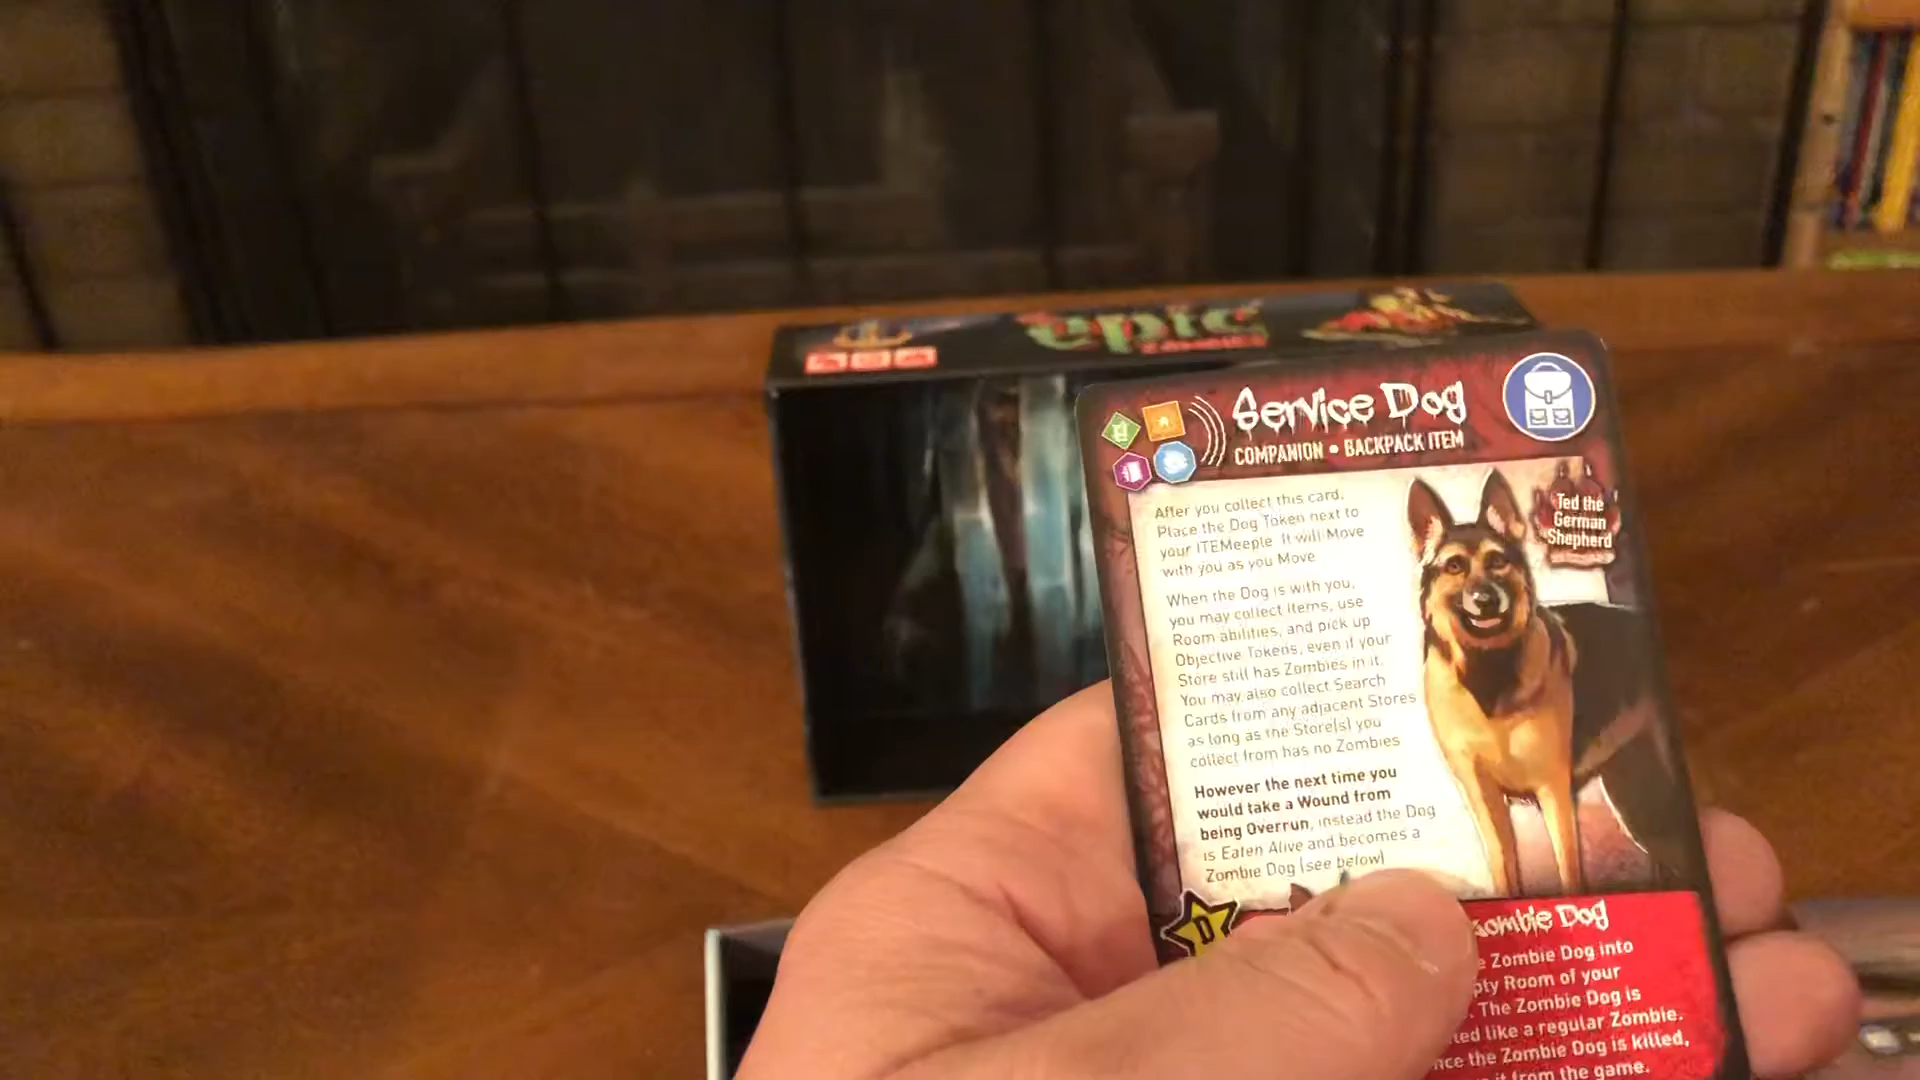 epic
ZOMBIES
Service Dog
COMPANION • BACKPACK ITEM
Ted the
German
Shepherd
After you collect this card,
Place the Dog Token next to
your ITEMeeple. It will Move
with you as you Move
When the Dog is with you,
you may collect Items, use
Room abilities, and pick up
Objective Tokens, even if your
Store still has Zombies in it.
You may also collect Search
Cards from any adjacent Stores
as long as the Store(s) you
collect from has no Zombies
However the next time you
would take a Wound from
being Overrun, instead the Dog
is Eaten Alive and becomes a
Zombie Dog (see below)
D
Zombie Dog
Zombie Dog into
Room of your
. The Zombie Dog is
like a regular Zombie.
the Zombie Dog is killed,
it from the game.